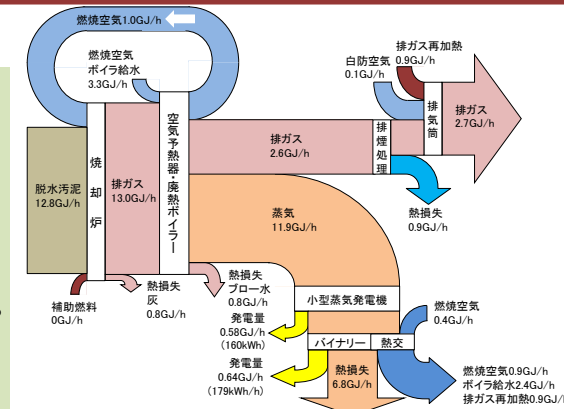 燃焼空気1.0GJ/h
燃焼空気
ボイラ給水
3.3GJ/h
白防空気
0.1GJ/h
排ガス再加熱
0.9GJ/h
脱水汚泥
12.8GJ/h
焼却炉
排ガス
13.0GJ/h
空気予熱器・廃熱ボイラー
排ガス
2.6GJ/h
排煙処理
排気筒
排ガス
2.7GJ/h
熱損失
0.9GJ/h
蒸気
11.9GJ/h
補助燃料
0GJ/h
熱損失
灰
0.8GJ/h
熱損失
ブロー水
0.8GJ/h
小型蒸気発電機
発電量
0.58GJ/h
(160kWh)
バイナリー
熱交
燃焼空気
0.4GJ/h
発電量
0.64GJ/h
(179kWh/h)
熱損失
6.8GJ/h
燃焼空気0.9GJ/h
ボイラ給水2.4GJ/h
排ガス再加熱0.9GJ/h